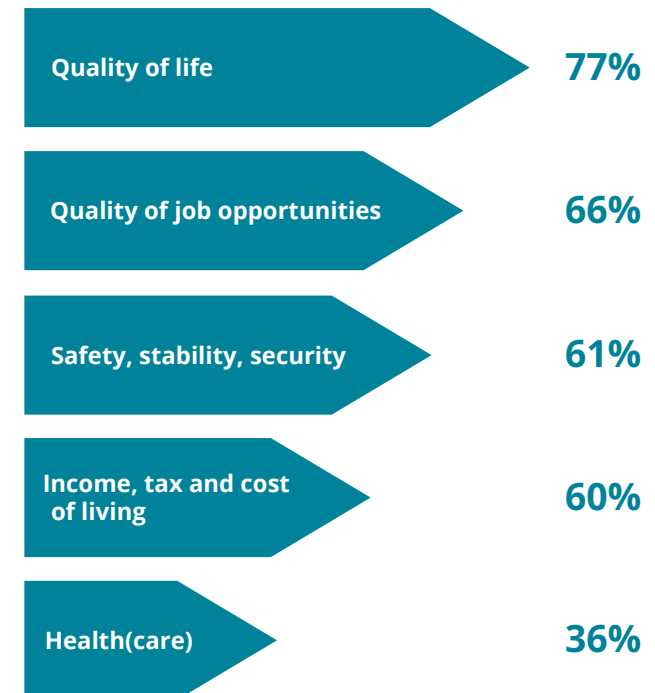 Quality of life
77%
Quality of job opportunities
66%
Safety, stability, security
61%
Income, tax and cost
of living
60%
Health(care)
36%